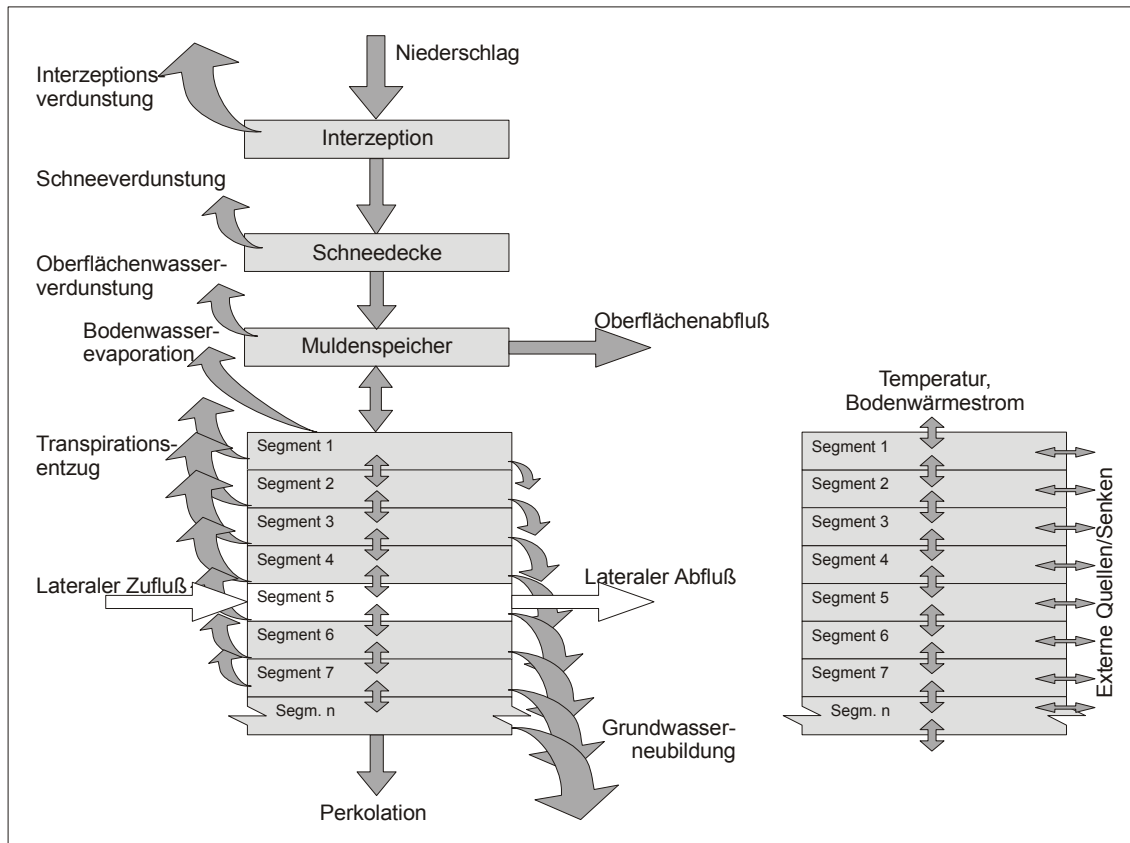 Niederschlag
Interzeptions-
verdunstung
Interzeption
Schneeverdunstung
Schneedecke
Oberflächenwasser-
verdunstung
Oberflächenabfluß
Bodenwasser-
evaporation
Muldenspeicher
Transpirations-
entzug
Segment 1
Segment 2
Segment 3
Segment 4
Lateraler Zufluß
Segment 5
Lateraler Abfluß
Segment 6
Segment 7
Segm. n
Grundwasser-
neubildung
Perkolation
Temperatur,
Bodenwärmestrom
Segment 1
Segment 2
Segment 3
Segment 4
Segment 5
Segment 6
Segment 7
Segm. n
Externe Quellen/Senken